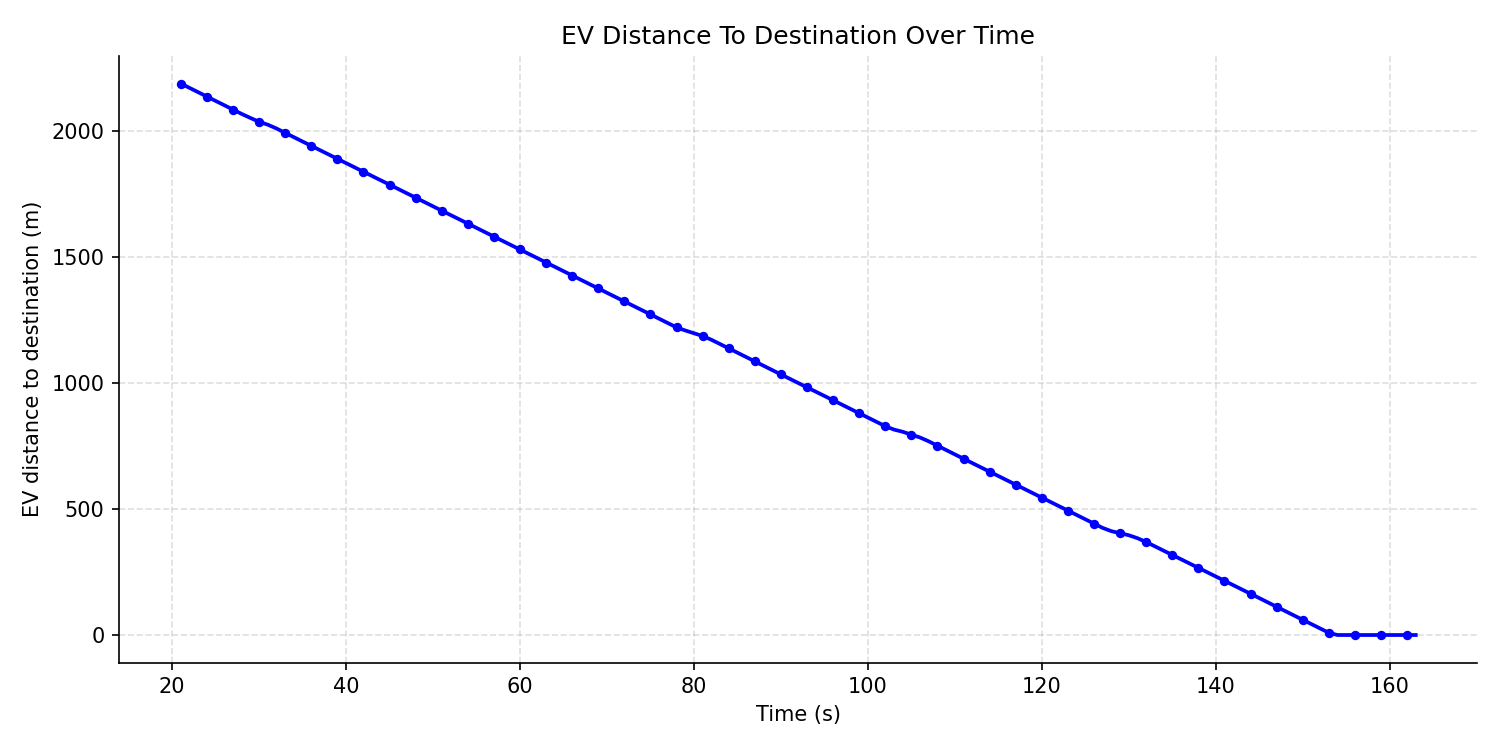 EV Distance To Destination Over Time
EV distance to destination (m)
2000
1500
1000
500
0
20 40 60 80 100 120 140 160
Time (s)